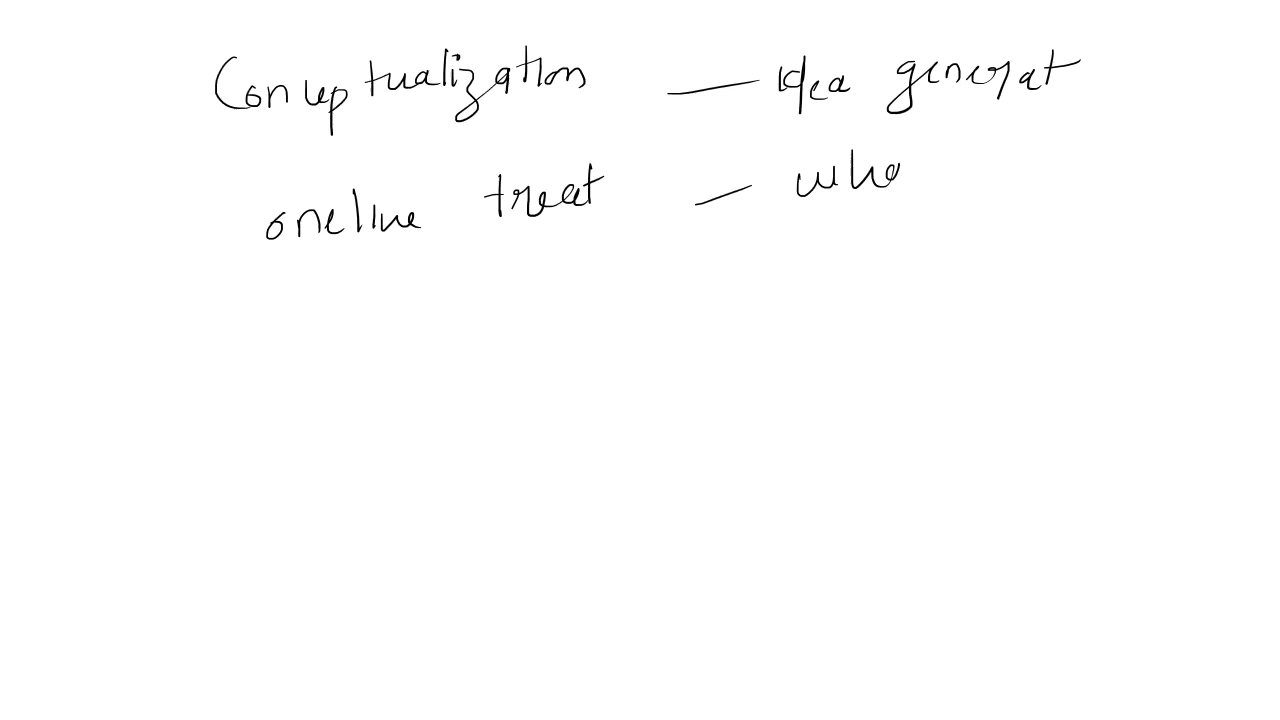 Conceptualization — idea generat
oneline treat — who